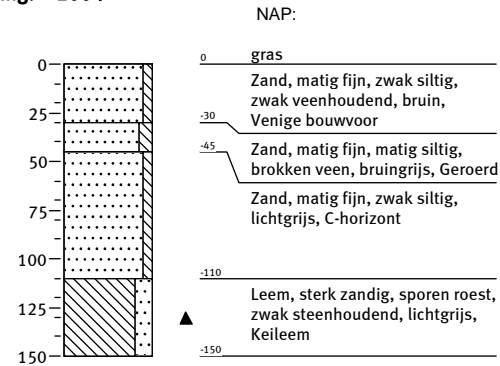 NAP:
0 gras
0
Zand, matig fijn, zwak siltig,
zwak veenhoudend, bruin,
Venige bouwvoor
25
-30
Zand, matig fijn, matig siltig,
brokken veen, bruingrijs, Geroerd
-45
50
Zand, matig fijn, zwak siltig,
lichtgrijs, C-horizont
75
100
-110
Leem, sterk zandig, sporen roest,
zwak steenhoudend, lichtgrijs,
Keileem
125
150
-150